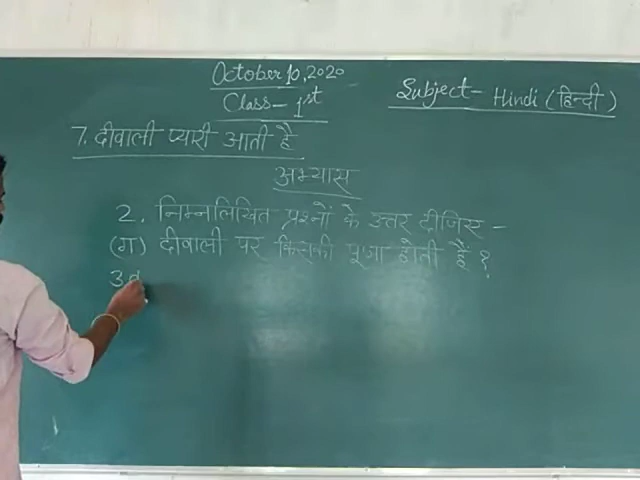 October 10, 2020
Class - 1st
Subject - Hindi (हिन्दी)
7. दीवाली प्यारी आती है
अभ्यास
2. निम्नलिखित प्रश्नों के उत्तर दीजिए -
(ग) दीवाली पर किसकी पूजा होती हैं ?